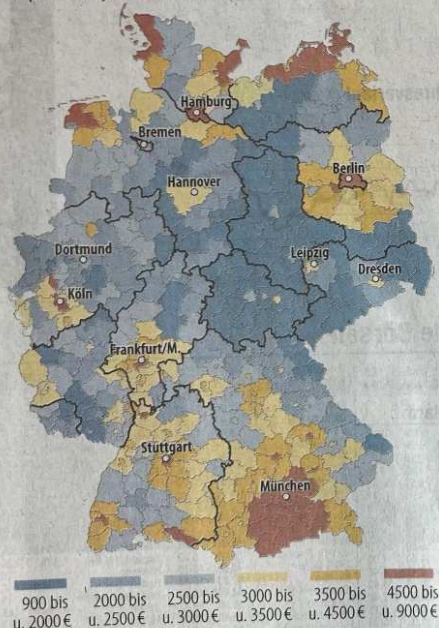 Hamburg
Bremen
Berlin
Hannover
Dortmund
Leipzig
Dresden
Köln
Frankfurt/M.
Stuttgart
München
900 bis
u. 2000 €
2000 bis
u. 2500 €
2500 bis
u. 3000 €
3000 bis
u. 3500 €
3500 bis
u. 4500 €
4500 bis
u. 9000 €